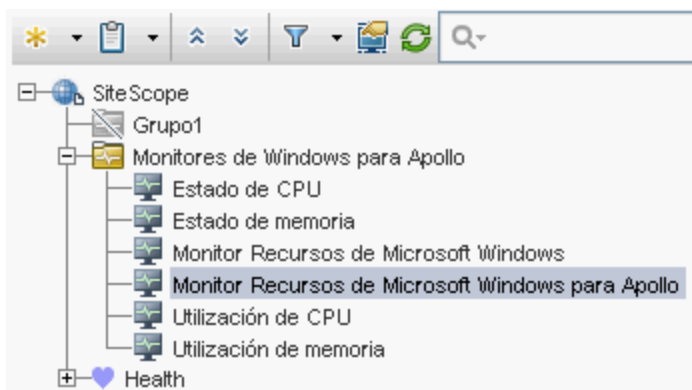 SiteScope
Grupo1
Monitores de Windows para Apollo
Estado de CPU
Estado de memoria
Monitor Recursos de Microsoft Windows
Monitor Recursos de Microsoft Windows para Apollo
Utilización de CPU
Utilización de memoria
Health